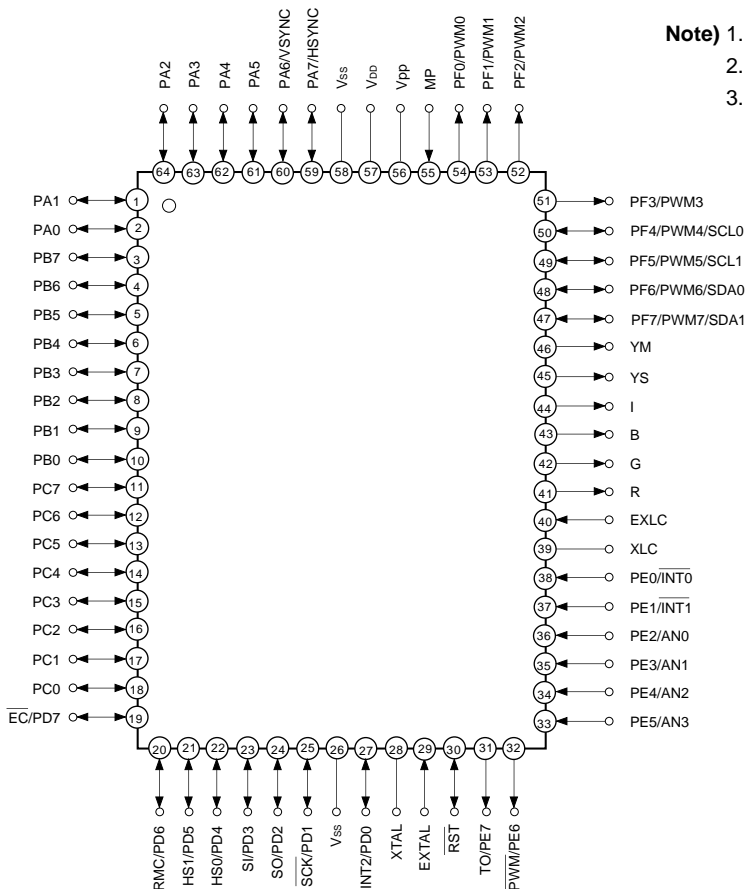 Note) 1.
2.
3.
PA2
PA3
PA4
PA5
PA6/VSYNC
PA7/HSYNC
Vss
VDD
Vpp
MP
PF0/PWM0
PF1/PWM1
PF2/PWM2
64 63 62 61 60 59 58 57 56 55 54 53 52
PA1 1
PA0 2
PB7 3
PB6 4
PB5 5
PB4 6
PB3 7
PB2 8
PB1 9
PB0 10
PC7 11
PC6 12
PC5 13
PC4 14
PC3 15
PC2 16
PC1 17
PC0 18
EC/PD7 19
51 PF3/PWM3
50 PF4/PWM4/SCL0
49 PF5/PWM5/SCL1
48 PF6/PWM6/SDA0
47 PF7/PWM7/SDA1
46 YM
45 YS
44 I
43 B
42 G
41 R
40 EXLC
39 XLC
38 PE0/INT0
37 PE1/INT1
36 PE2/AN0
35 PE3/AN1
34 PE4/AN2
33 PE5/AN3
20 21 22 23 24 25 26 27 28 29 30 31 32
RMC/PD6
HS1/PD5
HS0/PD4
SI/PD3
SO/PD2
SCK/PD1
Vss
INT2/PD0
XTAL
EXTAL
RST
TO/PE7
PWM/PE6